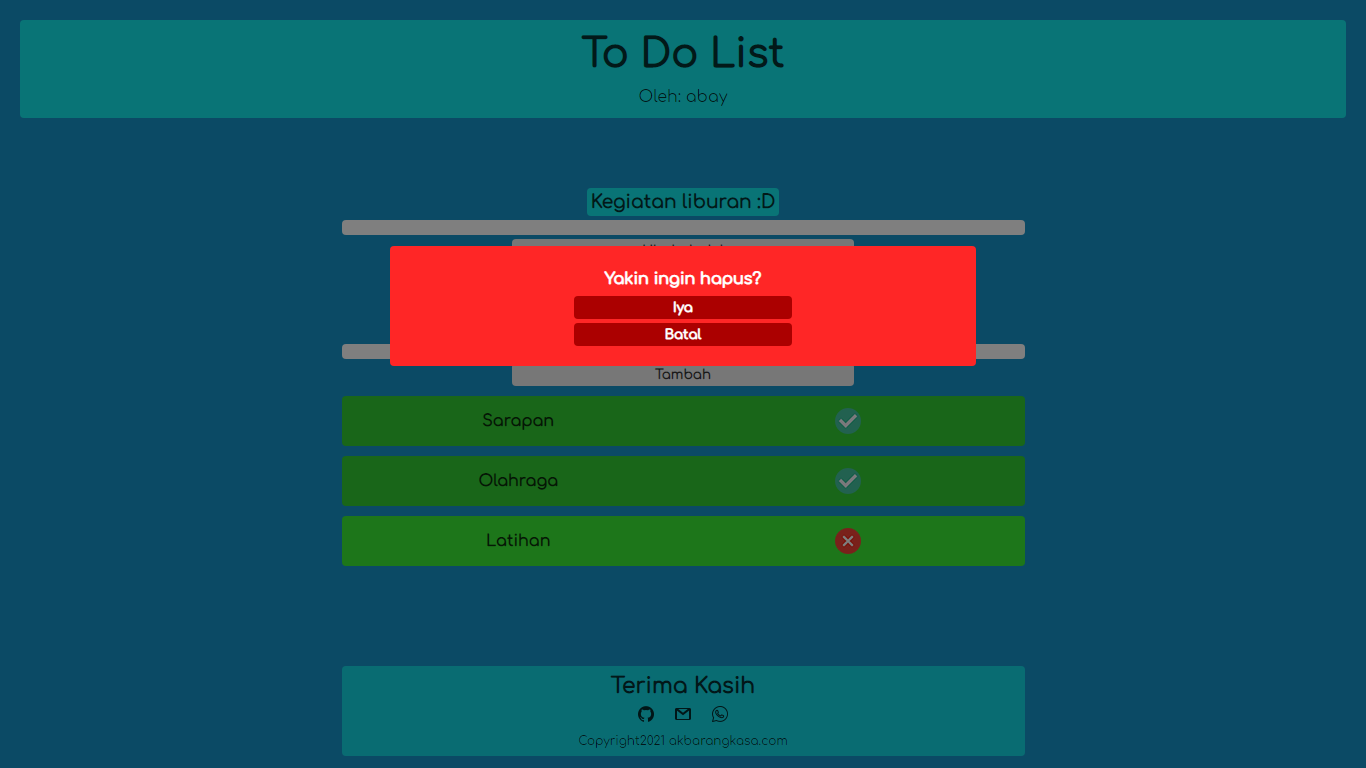 To Do List
Oleh: abay
Kegiatan liburan :D
Yakin ingin hapus?
Iya
Batal
Tambah
Sarapan
Olahraga
Latihan
Terima Kasih
Copyright2021 akbarangkasa.com